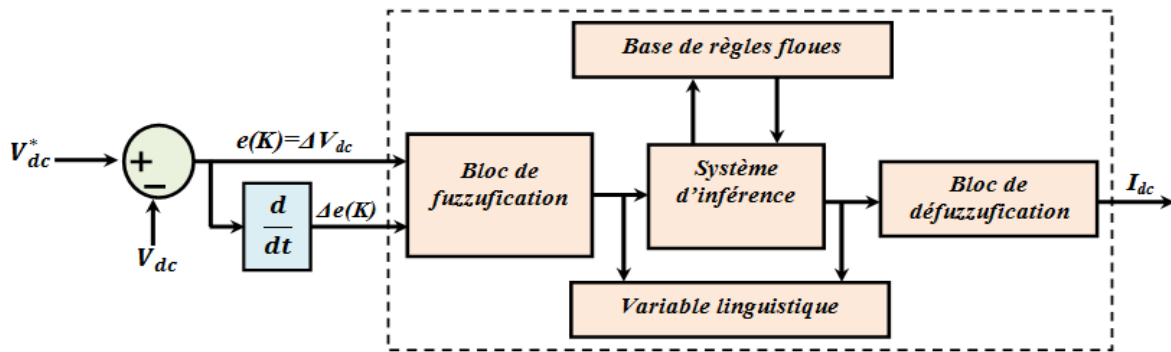 Base de règles floues
V*dc
+
−
e(K)=ΔVdc
Bloc de
fuzzufication
Système
d'inférence
Bloc de
défuzzufication
Idc
d
dt
Δe(K)
Vdc
Variable linguistique